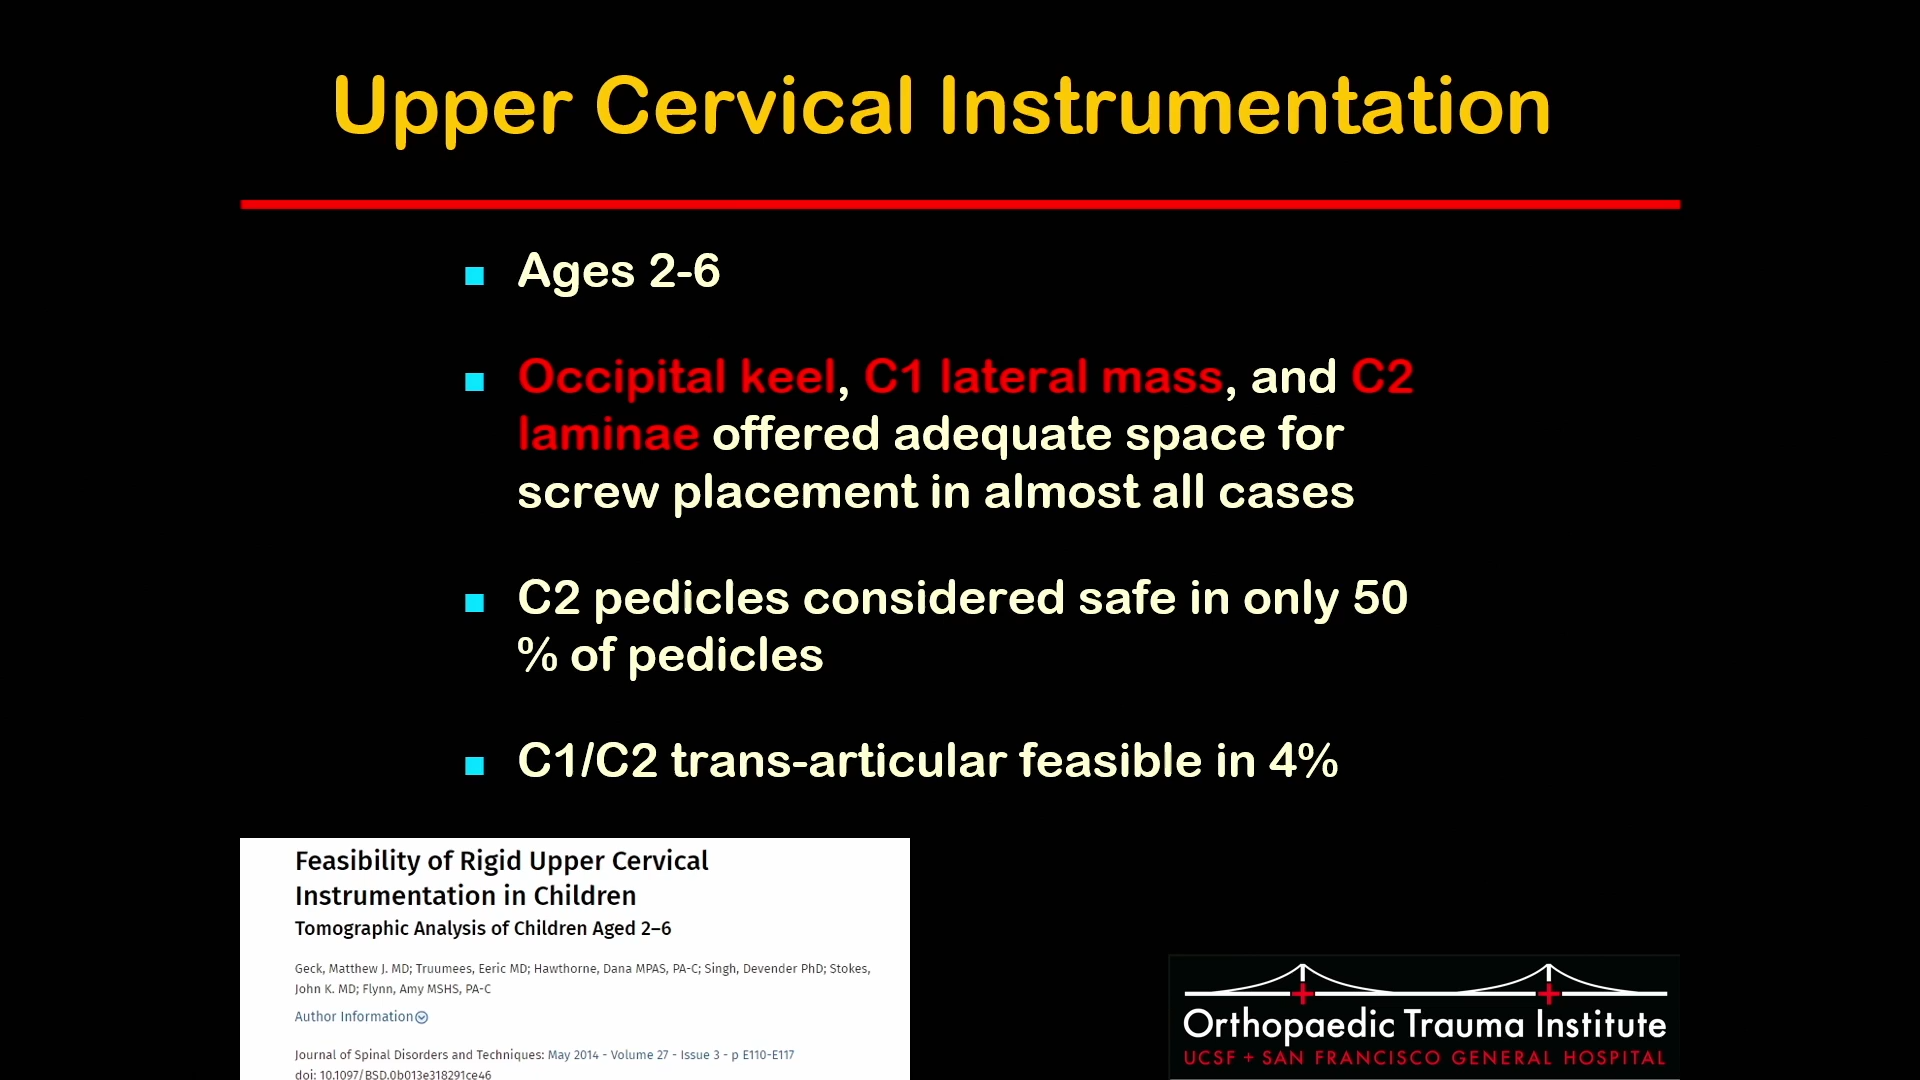 Upper Cervical Instrumentation
Ages 2-6
Occipital keel, C1 lateral mass, and C2
laminae offered adequate space for
screw placement in almost all cases
C2 pedicles considered safe in only 50
% of pedicles
C1/C2 trans-articular feasible in 4%
Feasibility of Rigid Upper Cervical
Instrumentation in Children
Tomographic Analysis of Children Aged 2–6
Geck, Matthew J. MD; Truumees, Eeric MD; Hawthorne, Dana MPAS, PA-C; Singh, Devender PhD; Stokes,
John K. MD; Flynn, Amy MSHS, PA-C
Author Information
Journal of Spinal Disorders and Techniques: May 2014 - Volume 27 - Issue 3 - p E110-E117
doi: 10.1097/BSD.0b013e318291ce46
Orthopaedic Trauma Institute
UCSF + SAN FRANCISCO GENERAL HOSPITAL